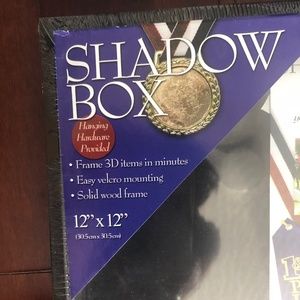 SHADOW
BOX
Hanging
Hardware
Provided
• Frame 3D items in minutes
• Easy velcro mounting
• Solid wood frame
12"x 12"
(30.5cm x 30.5cm)